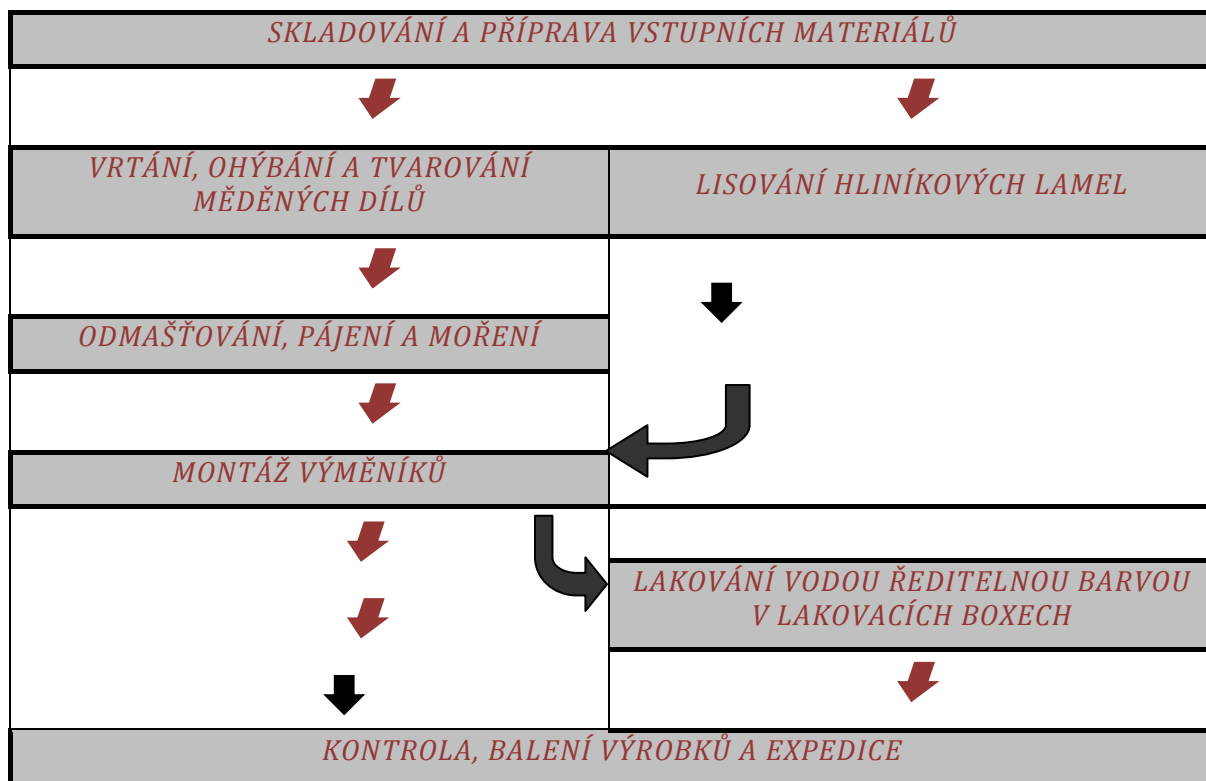 SKLADOVÁNÍ A PŘÍPRAVA VSTUPNÍCH MATERIÁLŮ
VRTÁNÍ, OHÝBÁNÍ A TVAROVÁNÍ
MĚDĚNÝCH DÍLŮ
LISOVÁNÍ HLINÍKOVÝCH LAMEL
ODMAŠŤOVÁNÍ, PÁJENÍ A MOŘENÍ
MONTÁŽ VÝMĚNÍKŮ
LAKOVÁNÍ VODOU ŘEDITELNOU BARVOU
V LAKOVACÍCH BOXECH
KONTROLA, BALENÍ VÝROBKŮ A EXPEDICE